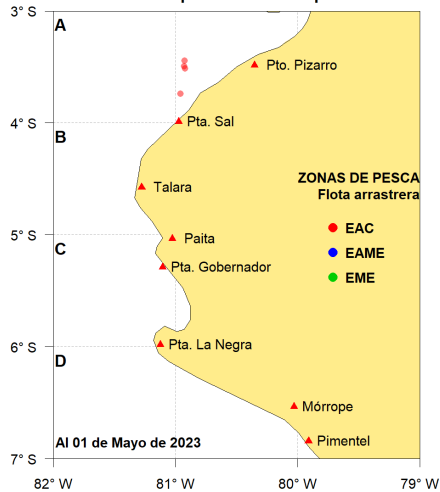 3° S
A
Pto. Pizarro
4° S
Pta. Sal
B
ZONAS DE PESCA
Talara
Flota arrastrera
EAC
5° S
Paita
C
EAME
Pta. Gobernador
EME
6° S
Pta. La Negra
D
Mórrope
Al 01 de Mayo de 2023
Pimentel
7° S
82° W
81° W
80° W
79° W